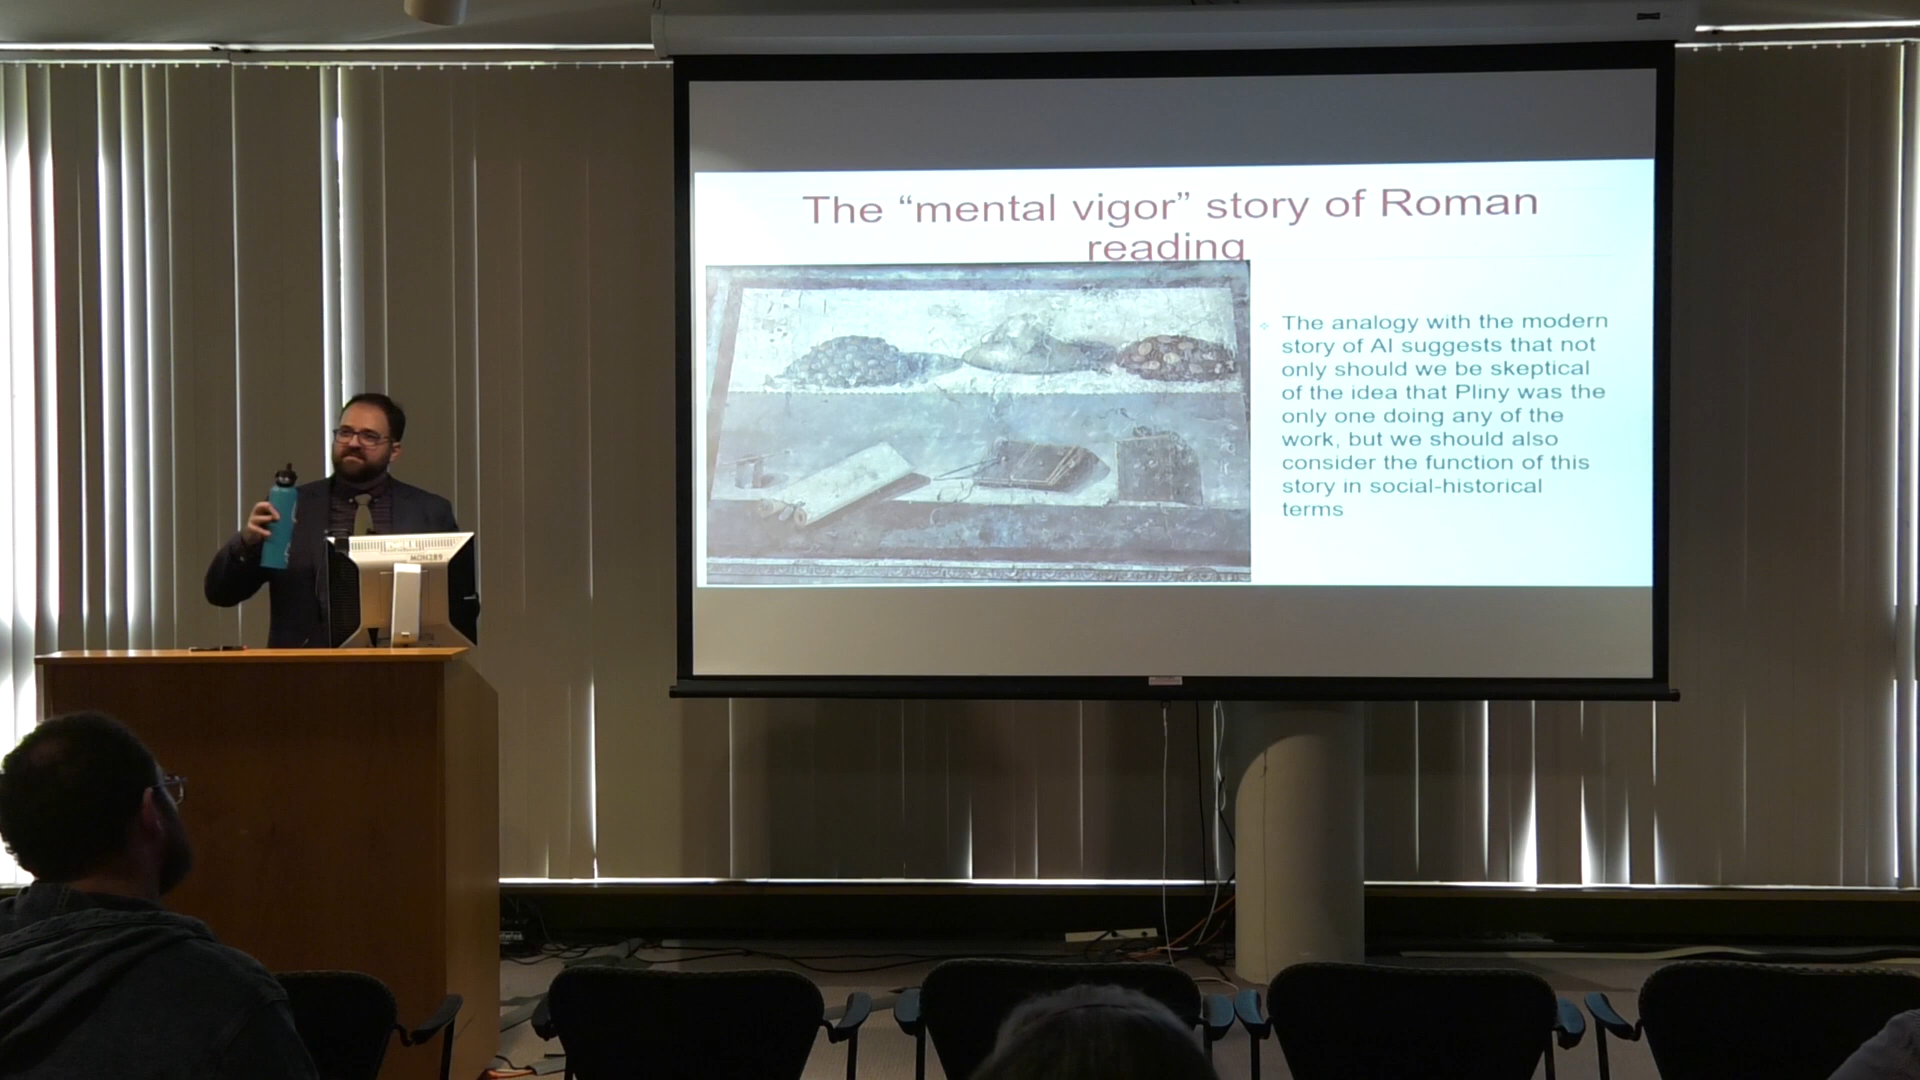 The “mental vigor” story of Roman
reading
The analogy with the modern
story of AI suggests that not
only should we be skeptical
of the idea that Pliny was the
only one doing any of the
work, but we should also
consider the function of this
story in social-historical
terms
DELL